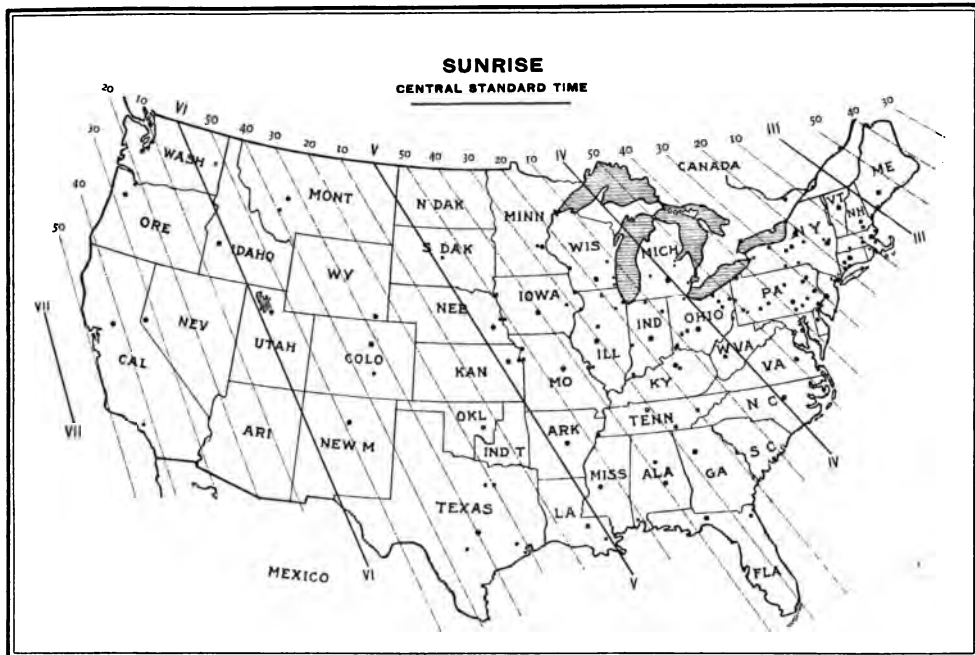 SUNRISE
CENTRAL STANDARD TIME
20
10
VI
50
40
30
20
10
V
50
40
30
20
10
IV
50
40
30
20
10
III
50
40
30
30
40
50
CANADA
WASH
MONT
N DAK
MINN
ME
VT
NH
ORE
IDAHO
S DAK
WIS
MICH
N Y
III
WY
IOWA
PA
VII
NEV
NEB
OHIO
IND
ILL
W VA
UTAH
COLO
KAN
MO
KY
VA
CAL
VII
OKL
TENN
N C
ARI
NEW M
IND T
ARK
S C
IV
MISS
ALA
GA
TEXAS
LA
MEXICO
VI
V
FLA